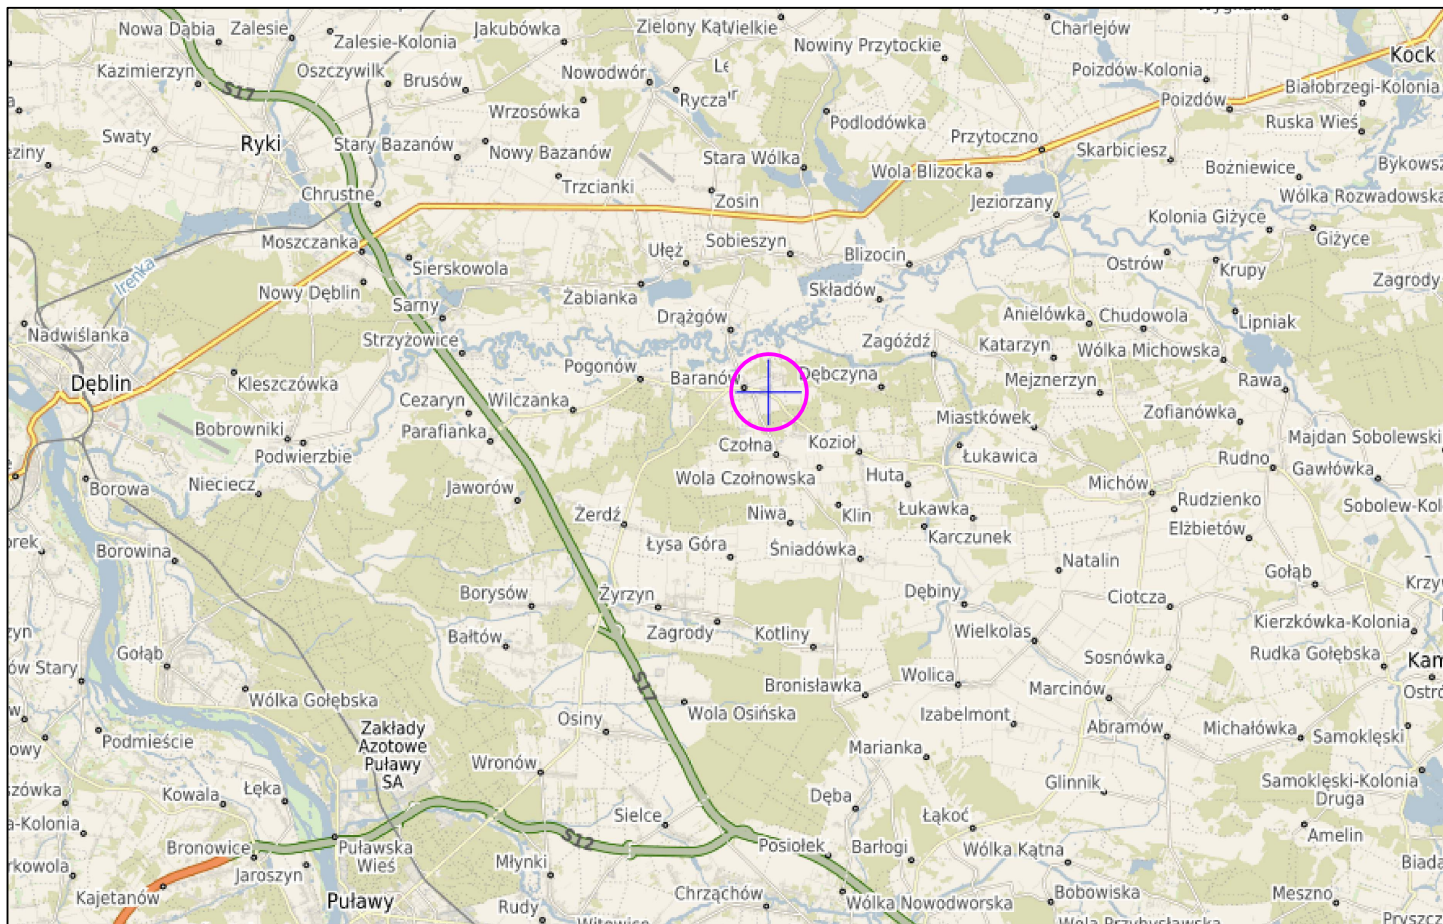 Nowa Dąbia
Zalesie
Zalesie-Kolonia
Jakubówka
Zielony Kąt
Wielkie
Nowiny Przytockie
Charlejów
Kock
Kazimierzyn
S17
Oszczywilk
Brusów
Nowodwór
Rycza
Wrzosówka
Podlodówka
Poizdów-Kolonia
Poizdów
Białobrzegi-Kolonia
Ruska Wieś
Swaty
Ryki
Stary Bazanów
Nowy Bazanów
Trzcianki
Stara Wólka
Przytoczno
Wola Blizocka
Skarbiciesz
Bożniewice
Bykowsz
Chrustne
Zosin
Jeziorzany
Wólka Rozwadowska
Kolonia Giżyce
Giżyce
Moszczanka
Irenka
Sierskowola
Ułęż
Sobieszyn
Blizocin
Ostrów
Krupy
Zagrody
Nowy Dęblin
Żabianka
Składów
Sarny
Drążgów
Anielówka
Chudowola
Lipniak
Nadwiślanka
Strzyżowice
Zagóźdź
Katarzyn
Wólka Michowska
Dęblin
Kleszczówka
Pogonów
Baranów
Dębczyna
Mejznerzyn
Rawa
Cezaryn
Wilczanka
Miastkówek
Zofianówka
Bobrowniki
Parafianka
Podwierzbie
Czołna
Kozioł
Łukawica
Majdan Sobolewski
Rudno
Gawłówka
Borowa
Nieciecz
Jaworów
Wola Czołnowska
Huta
Michów
Rudzienko
Sobolew-Kol
Żerdź
Niwa
Klin
Łukawka
Karczunek
Elżbietów
Borowina
Łysa Góra
Śniadówka
Natalin
Gołąb
Borysów
Żyrzyn
Dębiny
Ciotcza
Bałtów
Zagrody
Kotliny
Wielkolas
Kierzkówka-Kolonia
Gołąb
Sosnówka
Rudka Gołębska
Kam
ów Stary
Wólka Gołębska
S17
Bronisławka
Wolica
Marcinów
Wola Osińska
Osiny
Izabelmont
Abramów
Michałówka
Samoklęski
Podmieście
Zakłady
Azotowe
Puławy
SA
Wronów
Marianka
Glinnik
Samoklęski-Kolonia
Druga
Kowala
Łęka
Dęba
Sielce
Łąkoć
Amelin
Bronowice
Puławska
Wieś
S12
Młynki
Posiołek
Barłogi
Wólka Kątna
Jaroszyn
Kajetanów
Puławy
Rudy
Chrząchów
Wólka Nowodworska
Bobowiska
Meszno